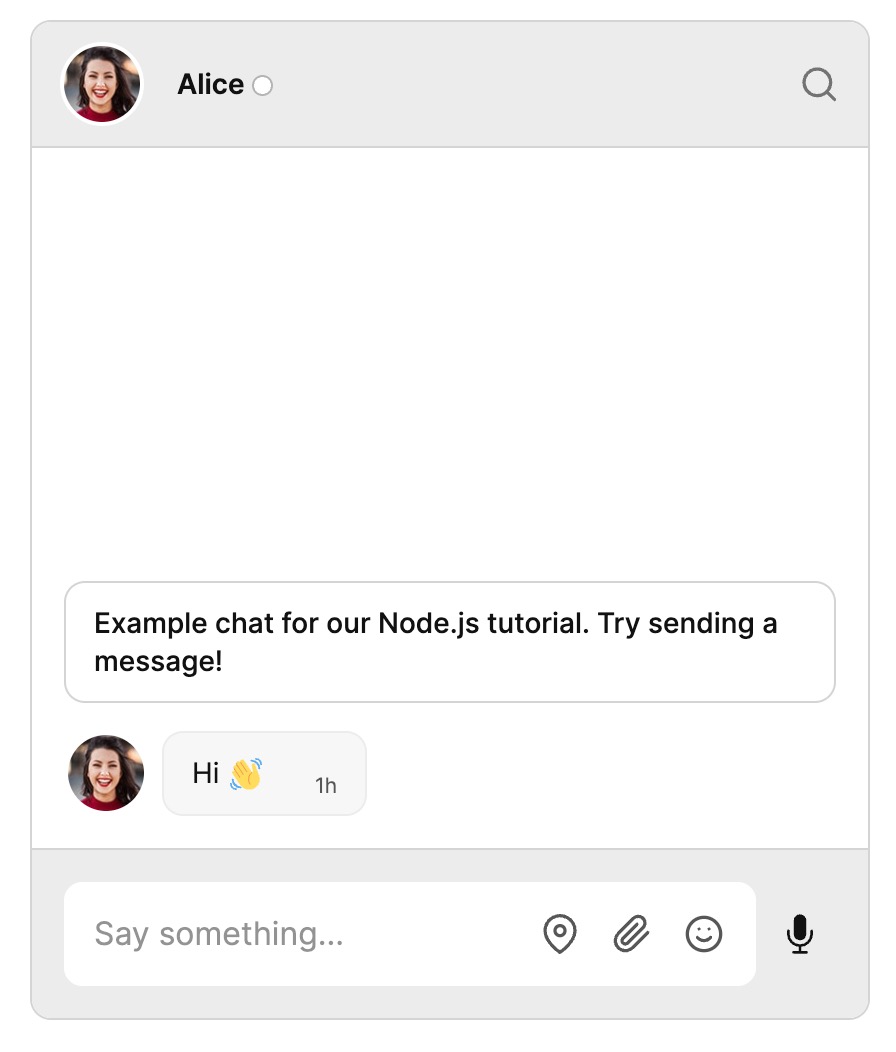 Alice
Example chat for our Node.js tutorial. Try sending a
message!
Hi 👋
1h
Say something...